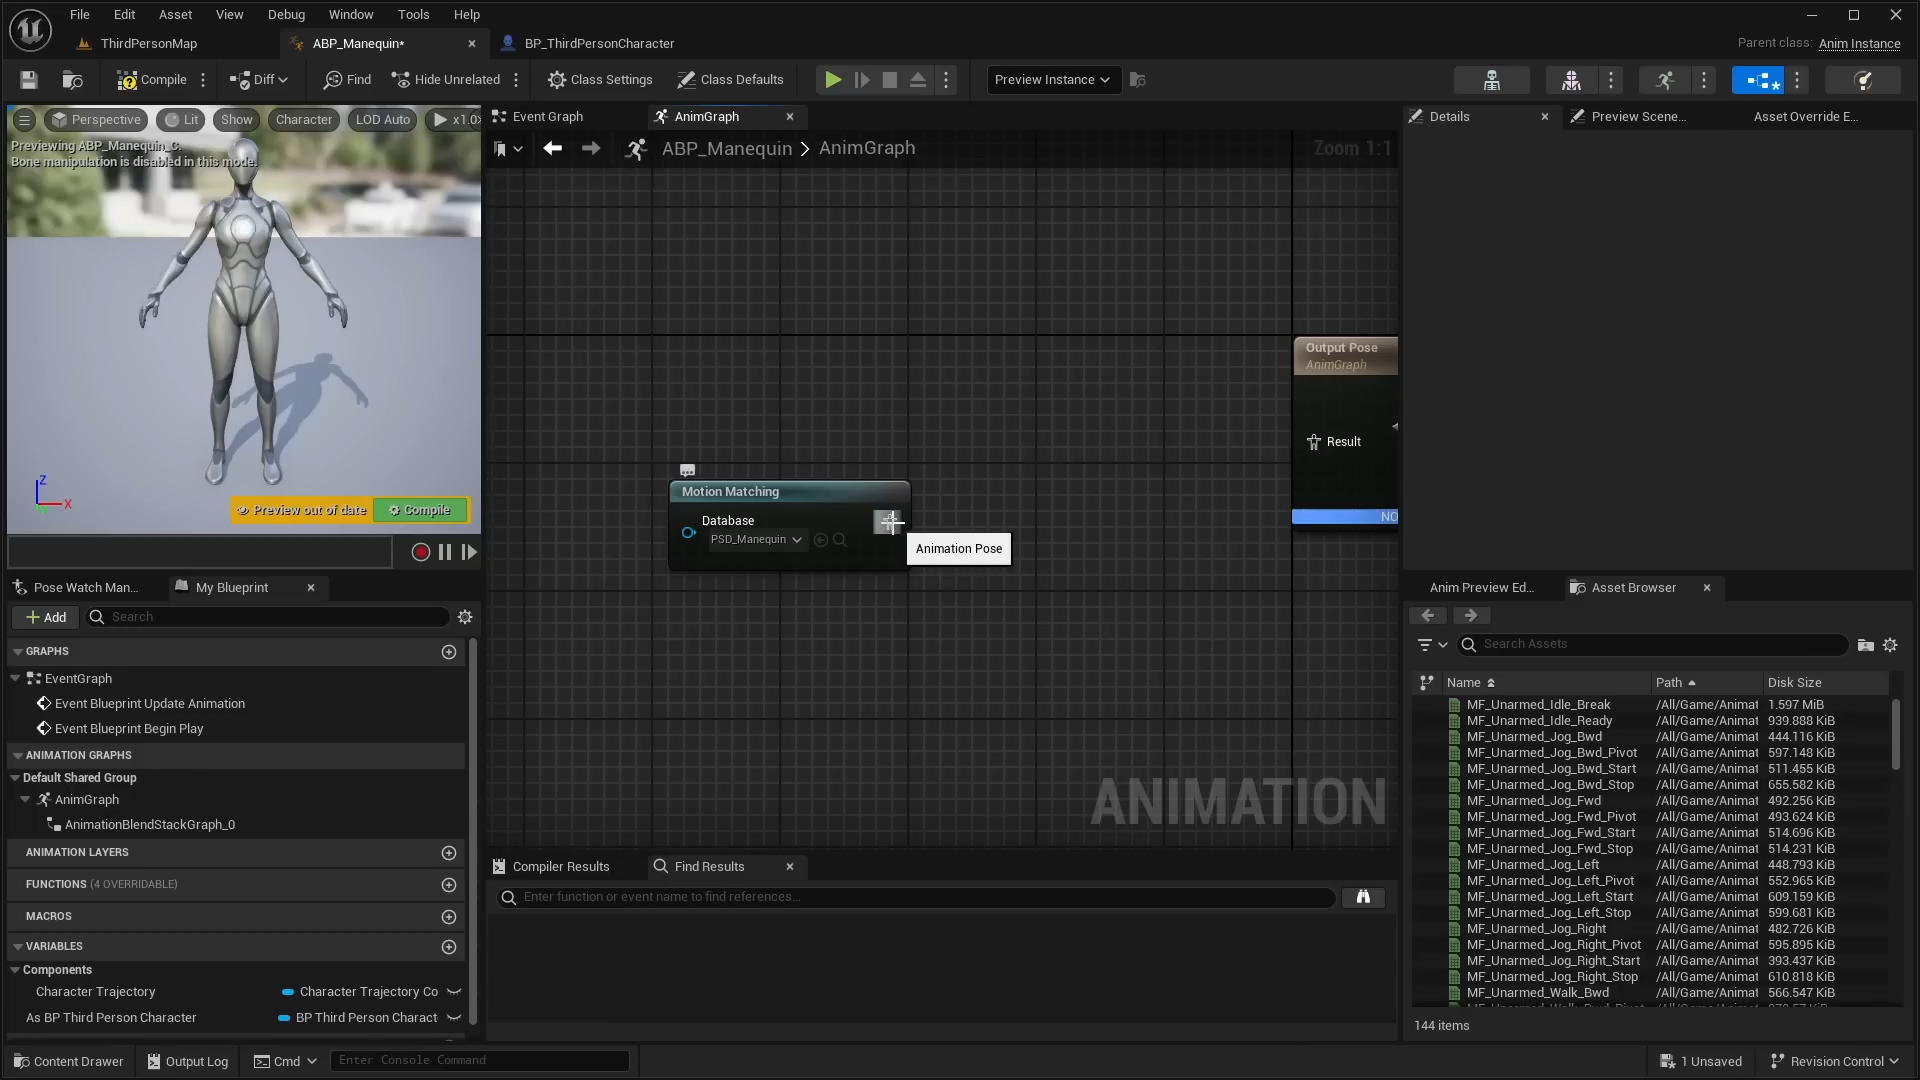 File Edit Asset View Debug Window Tools Help
ThirdPersonMap
ABP_Manequin*
BP_ThirdPersonCharacter
Parent class: Anim Instance
Compile
Diff
Find
Hide Unrelated
Class Settings
Class Defaults
Preview Instance
Perspective
Lit
Show
Character
LOD Auto
x1.0
Previewing ABP_Manequin_C.
Bone manipulation is disabled in this mode.
Z
X
Preview out of date
Compile
Event Graph
AnimGraph
ABP_Manequin > AnimGraph
Zoom 1:1
Motion Matching
Database
PSD_Manequin
Animation Pose
Output Pose
AnimGraph
Result
NO
ANIMATION
Details
Preview Scene...
Asset Override E...
Pose Watch Man...
My Blueprint
Add
Search
GRAPHS
EventGraph
Event Blueprint Update Animation
Event Blueprint Begin Play
ANIMATION GRAPHS
Default Shared Group
AnimGraph
AnimationBlendStackGraph_0
ANIMATION LAYERS
FUNCTIONS (4 OVERRIDABLE)
MACROS
VARIABLES
Components
Character Trajectory Character Trajectory Co
As BP Third Person Character BP Third Person Charact
Compiler Results
Find Results
Enter function or event name to find references...
Anim Preview Ed...
Asset Browser
Search Assets
Name Path Disk Size
MF_Unarmed_Idle_Break /All/Game/Animat 1.597 MiB
MF_Unarmed_Idle_Ready /All/Game/Animat 939.888 KiB
MF_Unarmed_Jog_Bwd /All/Game/Animat 444.116 KiB
MF_Unarmed_Jog_Bwd_Pivot /All/Game/Animat 597.148 KiB
MF_Unarmed_Jog_Bwd_Start /All/Game/Animat 511.455 KiB
MF_Unarmed_Jog_Bwd_Stop /All/Game/Animat 655.582 KiB
MF_Unarmed_Jog_Fwd /All/Game/Animat 492.256 KiB
MF_Unarmed_Jog_Fwd_Pivot /All/Game/Animat 493.624 KiB
MF_Unarmed_Jog_Fwd_Start /All/Game/Animat 514.696 KiB
MF_Unarmed_Jog_Fwd_Stop /All/Game/Animat 514.231 KiB
MF_Unarmed_Jog_Left /All/Game/Animat 448.793 KiB
MF_Unarmed_Jog_Left_Pivot /All/Game/Animat 552.965 KiB
MF_Unarmed_Jog_Left_Start /All/Game/Animat 609.159 KiB
MF_Unarmed_Jog_Left_Stop /All/Game/Animat 599.681 KiB
MF_Unarmed_Jog_Right /All/Game/Animat 482.726 KiB
MF_Unarmed_Jog_Right_Pivot /All/Game/Animat 595.895 KiB
MF_Unarmed_Jog_Right_Start /All/Game/Animat 393.437 KiB
MF_Unarmed_Jog_Right_Stop /All/Game/Animat 610.818 KiB
MF_Unarmed_Walk_Bwd /All/Game/Animat 566.547 KiB
144 items
Content Drawer
Output Log
Cmd
Enter Console Command
1 Unsaved
Revision Control